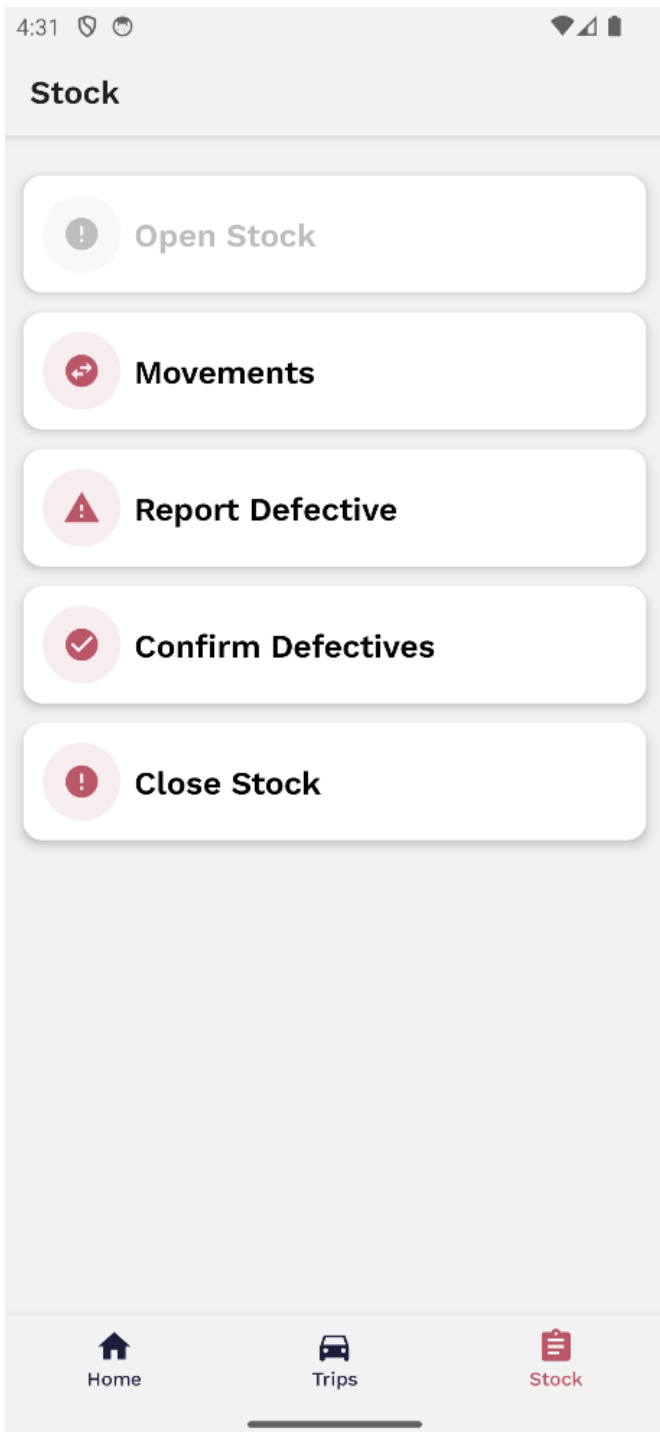 4:31
Stock
Open Stock
Movements
Report Defective
Confirm Defectives
Close Stock
Home
Trips
Stock